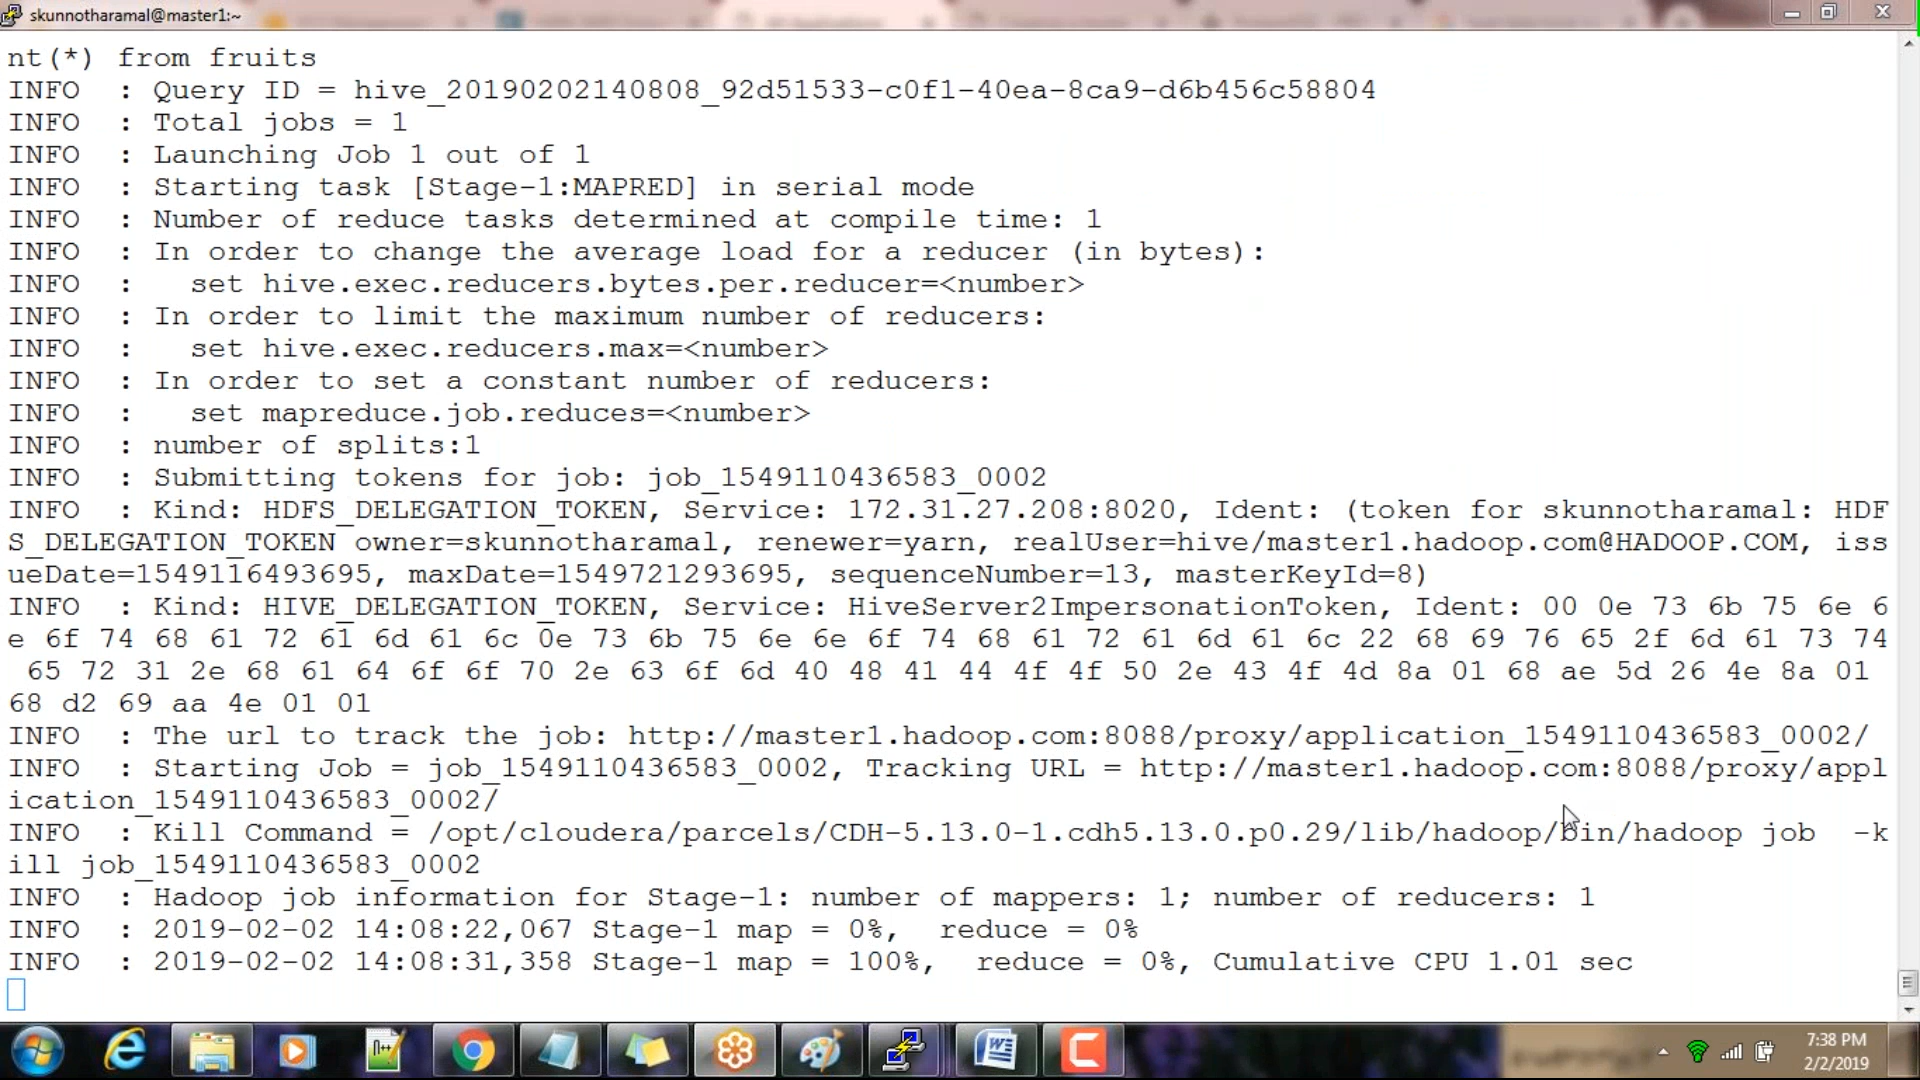 skunnotharamal@master1:~
nt(*) from fruits
INFO  : Query ID = hive_20190202140808_92d51533-c0f1-40ea-8ca9-d6b456c58804
INFO  : Total jobs = 1
INFO  : Launching Job 1 out of 1
INFO  : Starting task [Stage-1:MAPRED] in serial mode
INFO  : Number of reduce tasks determined at compile time: 1
INFO  : In order to change the average load for a reducer (in bytes):
INFO  :   set hive.exec.reducers.bytes.per.reducer=<number>
INFO  : In order to limit the maximum number of reducers:
INFO  :   set hive.exec.reducers.max=<number>
INFO  : In order to set a constant number of reducers:
INFO  :   set mapreduce.job.reduces=<number>
INFO  : number of splits:1
INFO  : Submitting tokens for job: job_1549110436583_0002
INFO  : Kind: HDFS_DELEGATION_TOKEN, Service: 172.31.27.208:8020, Ident: (token for skunnotharamal: HDF
S_DELEGATION_TOKEN owner=skunnotharamal, renewer=yarn, realUser=hive/master1.hadoop.com@HADOOP.COM, iss
ueDate=1549116493695, maxDate=1549721293695, sequenceNumber=13, masterKeyId=8)
INFO  : Kind: HIVE_DELEGATION_TOKEN, Service: HiveServer2ImpersonationToken, Ident: 00 0e 73 6b 75 6e 6
e 6f 74 68 61 72 61 6d 61 6c 0e 73 6b 75 6e 6e 6f 74 68 61 72 61 6d 61 6c 22 68 69 76 65 2f 6d 61 73 74
 65 72 31 2e 68 61 64 6f 6f 70 2e 63 6f 6d 40 48 41 44 4f 4f 50 2e 43 4f 4d 8a 01 68 ae 5d 26 4e 8a 01
68 d2 69 aa 4e 01 01
INFO  : The url to track the job: http://master1.hadoop.com:8088/proxy/application_1549110436583_0002/
INFO  : Starting Job = job_1549110436583_0002, Tracking URL = http://master1.hadoop.com:8088/proxy/appl
ication_1549110436583_0002/
INFO  : Kill Command = /opt/cloudera/parcels/CDH-5.13.0-1.cdh5.13.0.p0.29/lib/hadoop/bin/hadoop job  -k
ill job_1549110436583_0002
INFO  : Hadoop job information for Stage-1: number of mappers: 1; number of reducers: 1
INFO  : 2019-02-02 14:08:22,067 Stage-1 map = 0%,  reduce = 0%
INFO  : 2019-02-02 14:08:31,358 Stage-1 map = 100%,  reduce = 0%, Cumulative CPU 1.01 sec
7:38 PM
2/2/2019